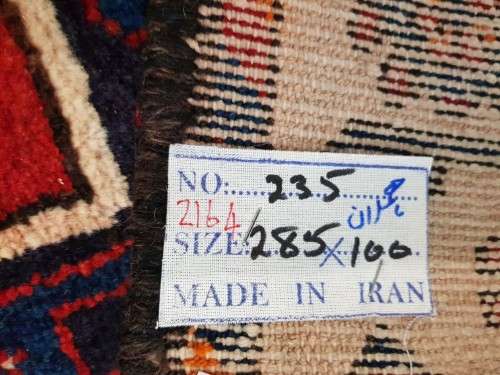 NO:......235......
2164
SIZE:285×100
MADE IN IRAN